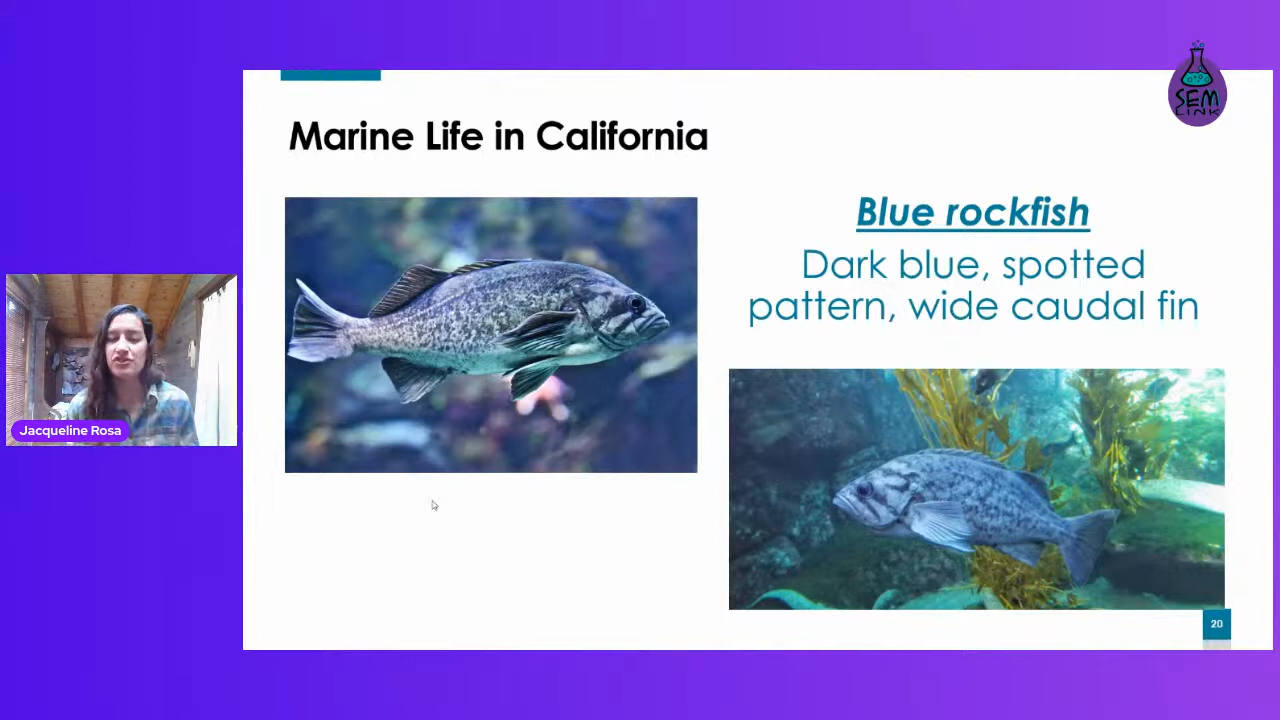 SEM
LINK
Marine Life in California
Blue rockfish
Dark blue, spotted
pattern, wide caudal fin
Jacqueline Rosa
20